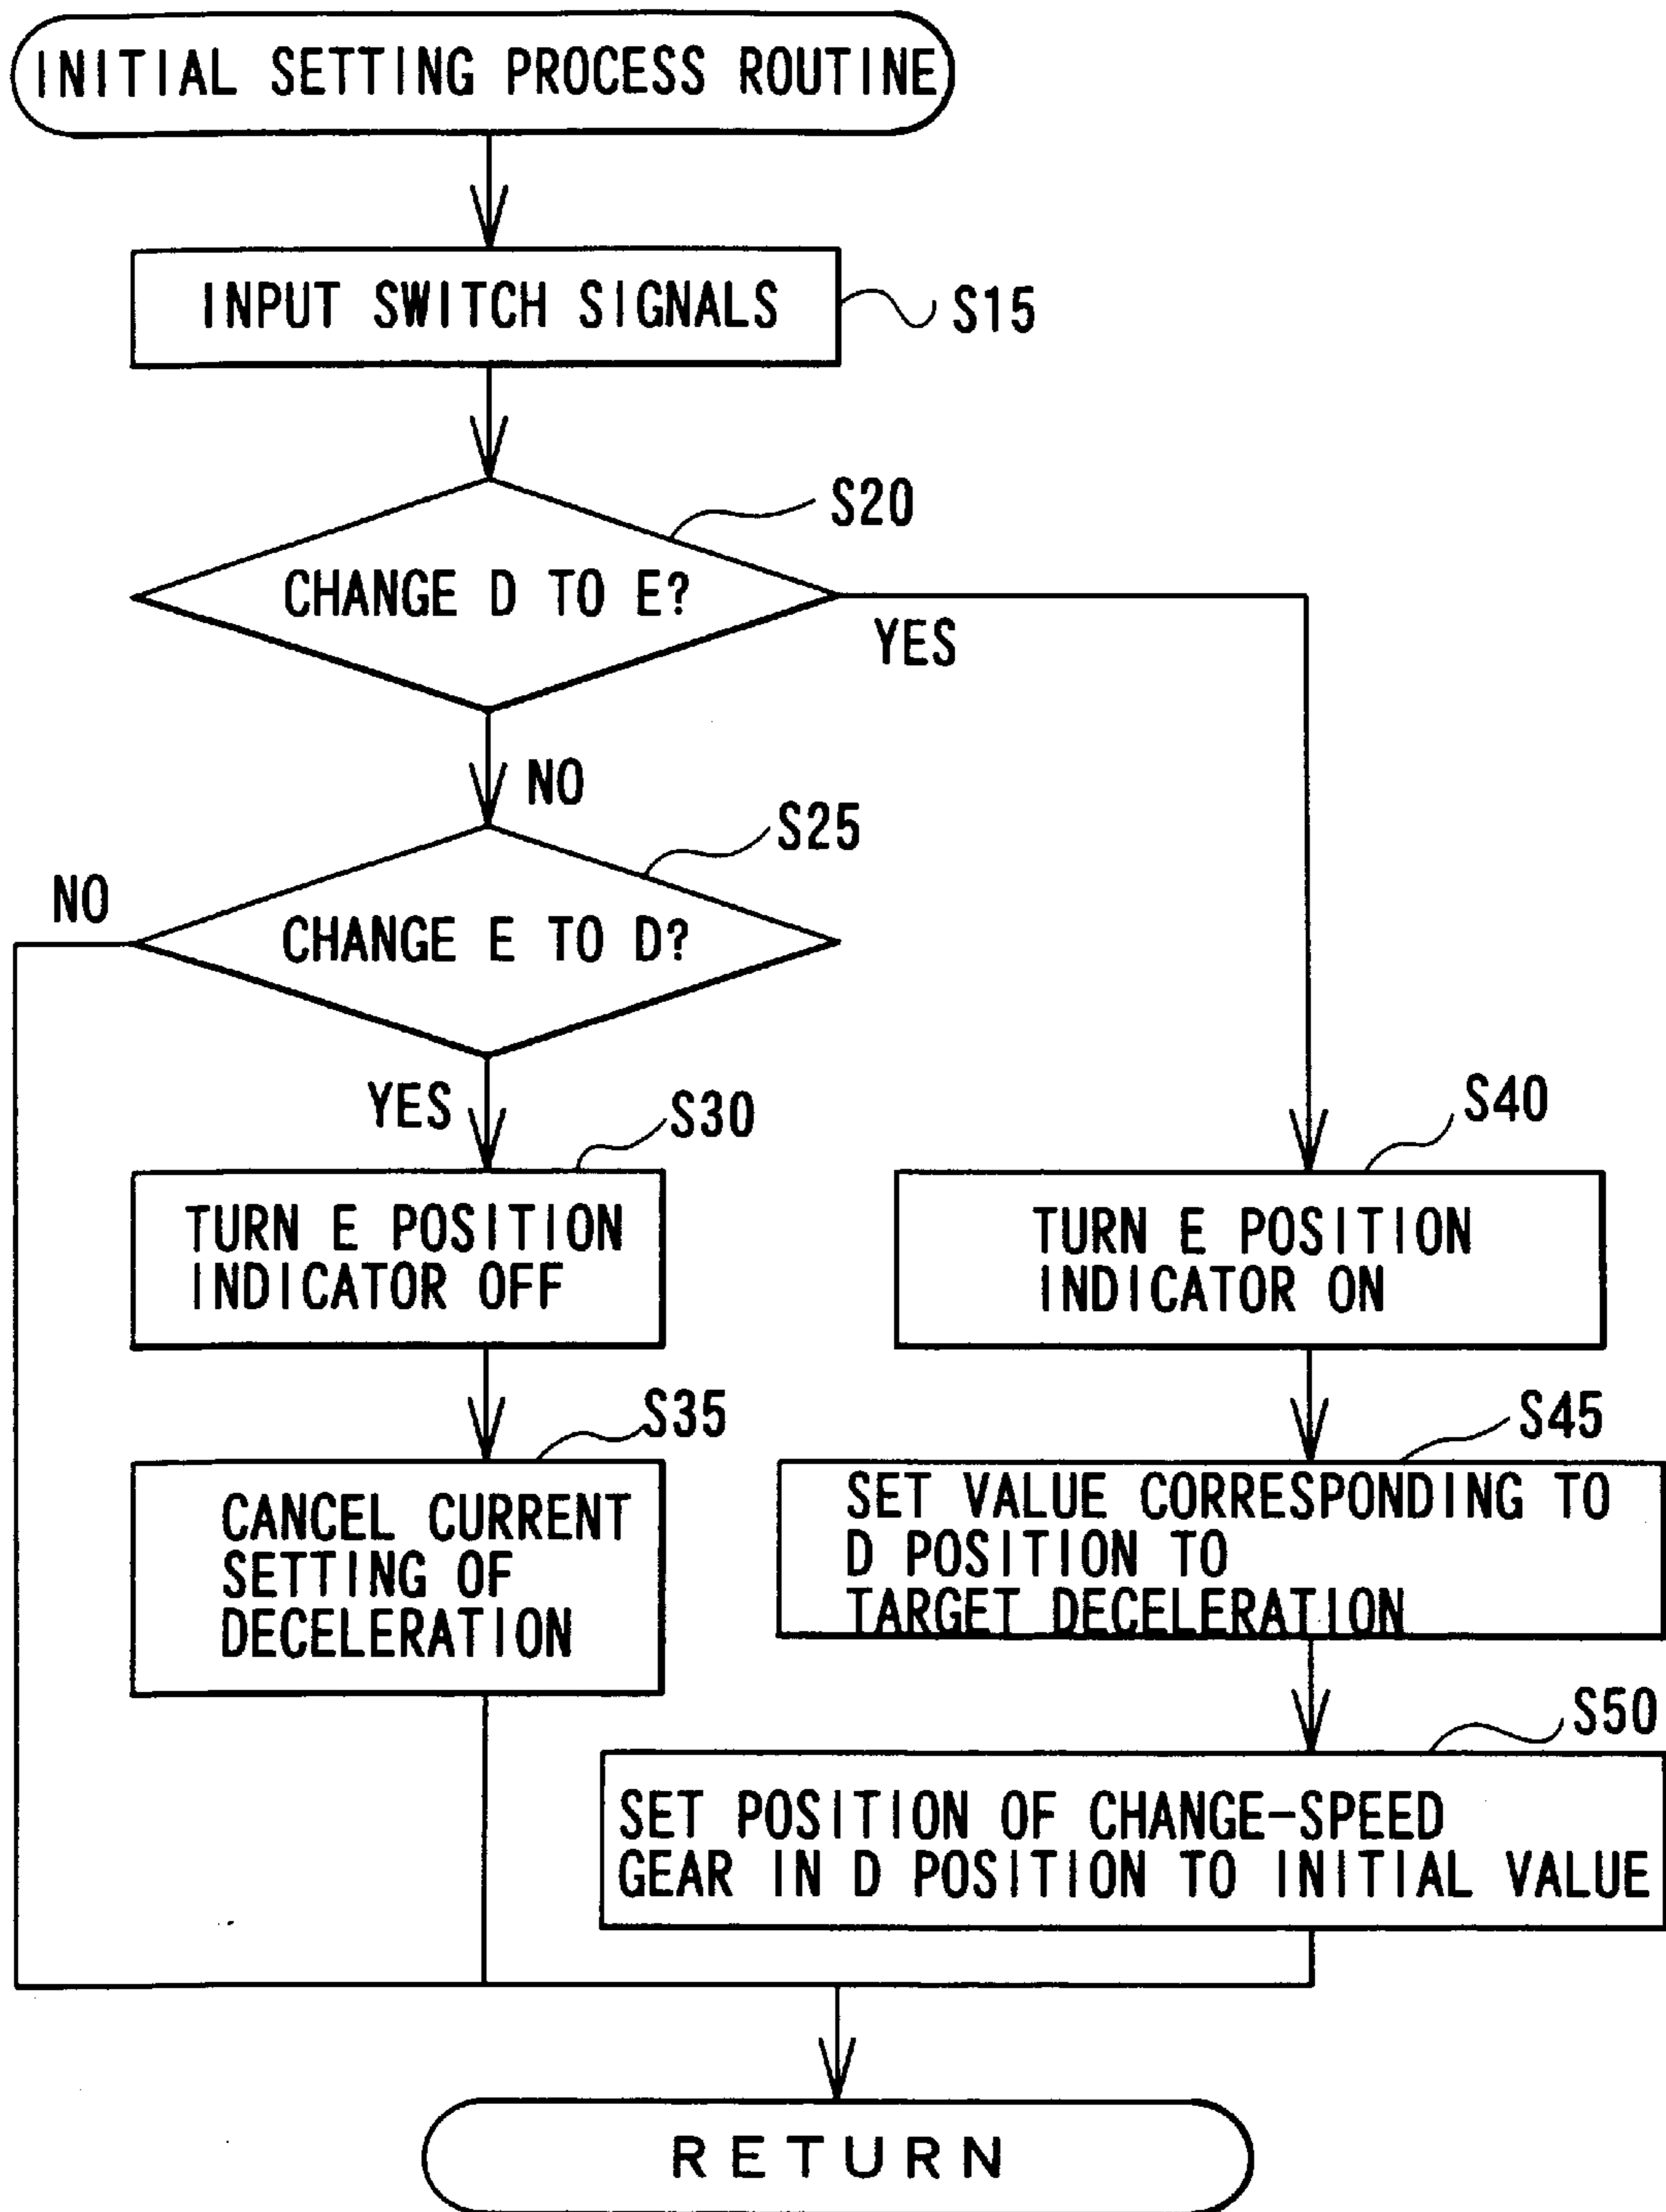 INITIAL SETTING PROCESS ROUTINE
INPUT SWITCH SIGNALS
S15
S20
CHANGE D TO E?
YES
NO
S25
NO
CHANGE E TO D?
YES
S30
TURN E POSITION
INDICATOR OFF
S35
CANCEL CURRENT
SETTING OF
DECELERATION
S40
TURN E POSITION
INDICATOR ON
S45
SET VALUE CORRESPONDING TO
D POSITION TO
TARGET DECELERATION
S50
SET POSITION OF CHANGE-SPEED
GEAR IN D POSITION TO INITIAL VALUE
RETURN